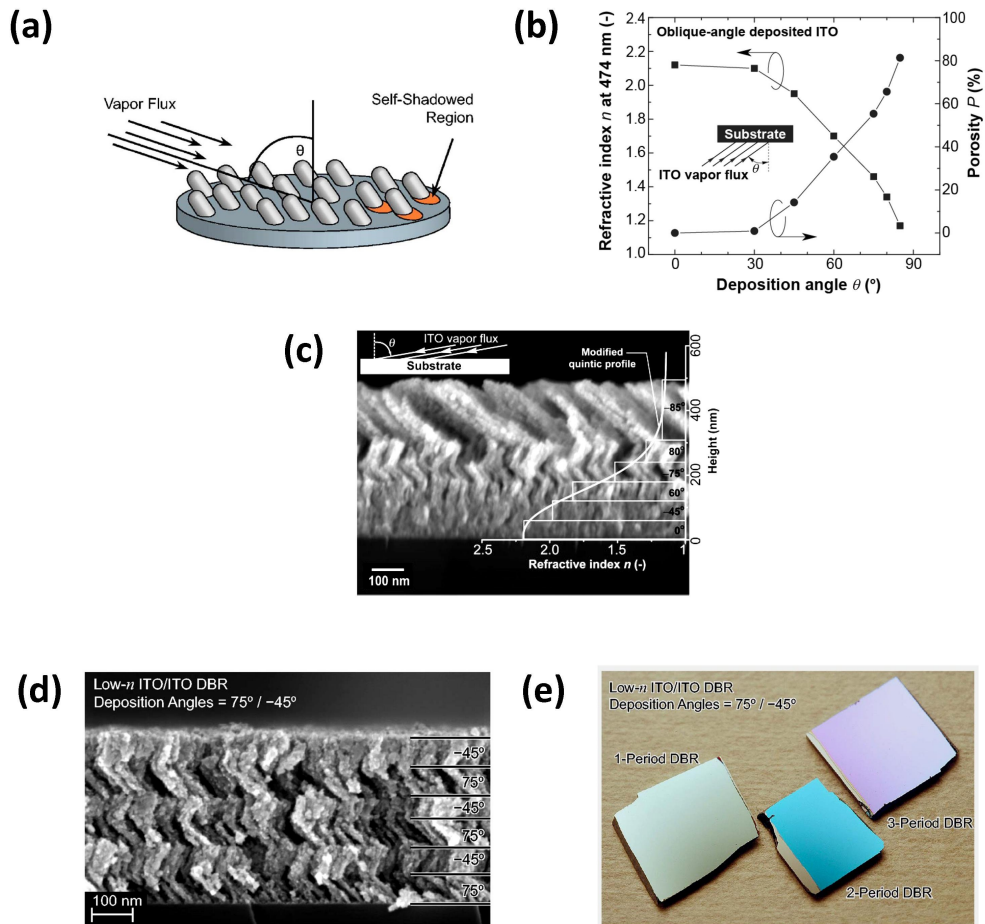 (a)
Vapor Flux
Self-Shadowed
Region
θ
(b)
Oblique-angle deposited ITO
Refractive index n at 474 nm (-)
2.4
2.2
2.0
1.8
1.6
1.4
1.2
1.0
Substrate
ITO vapor flux
θ
100
80
60
40
20
0
Porosity P (%)
0
30
60
90
Deposition angle θ (º)
(c)
θ
ITO vapor flux
Substrate
Modified
quintic profile
600
400
200
0
Height (nm)
−85º
80º
−75º
60º
−45º
0º
2.5
2.0
1.5
1
Refractive index n (-)
100 nm
(d)
Low-n ITO/ITO DBR
Deposition Angles = 75º / −45º
−45º
75º
−45º
75º
−45º
75º
100 nm
(e)
Low-n ITO/ITO DBR
Deposition Angles = 75º / −45º
1-Period DBR
3-Period DBR
2-Period DBR